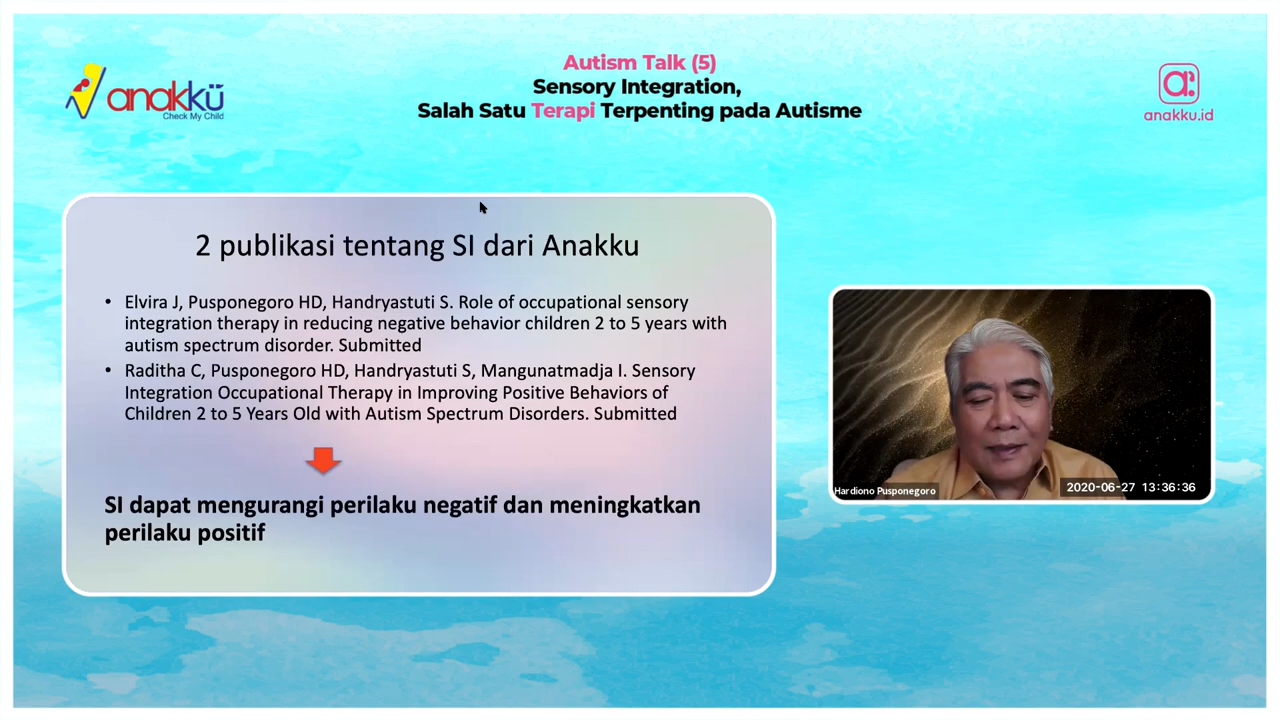 anakkü
Check My Child
Autism Talk (5)
Sensory Integration,
Salah Satu Terapi Terpenting pada Autisme
a:
anakku.id
2 publikasi tentang SI dari Anakku
• Elvira J, Pusponegoro HD, Handryastuti S. Role of occupational sensory
integration therapy in reducing negative behavior children 2 to 5 years with
autism spectrum disorder. Submitted
• Raditha C, Pusponegoro HD, Handryastuti S, Mangunatmadja I. Sensory
Integration Occupational Therapy in Improving Positive Behaviors of
Children 2 to 5 Years Old with Autism Spectrum Disorders. Submitted
SI dapat mengurangi perilaku negatif dan meningkatkan
perilaku positif
Hardiono Pusponegoro
2020-06-27 13:36:36